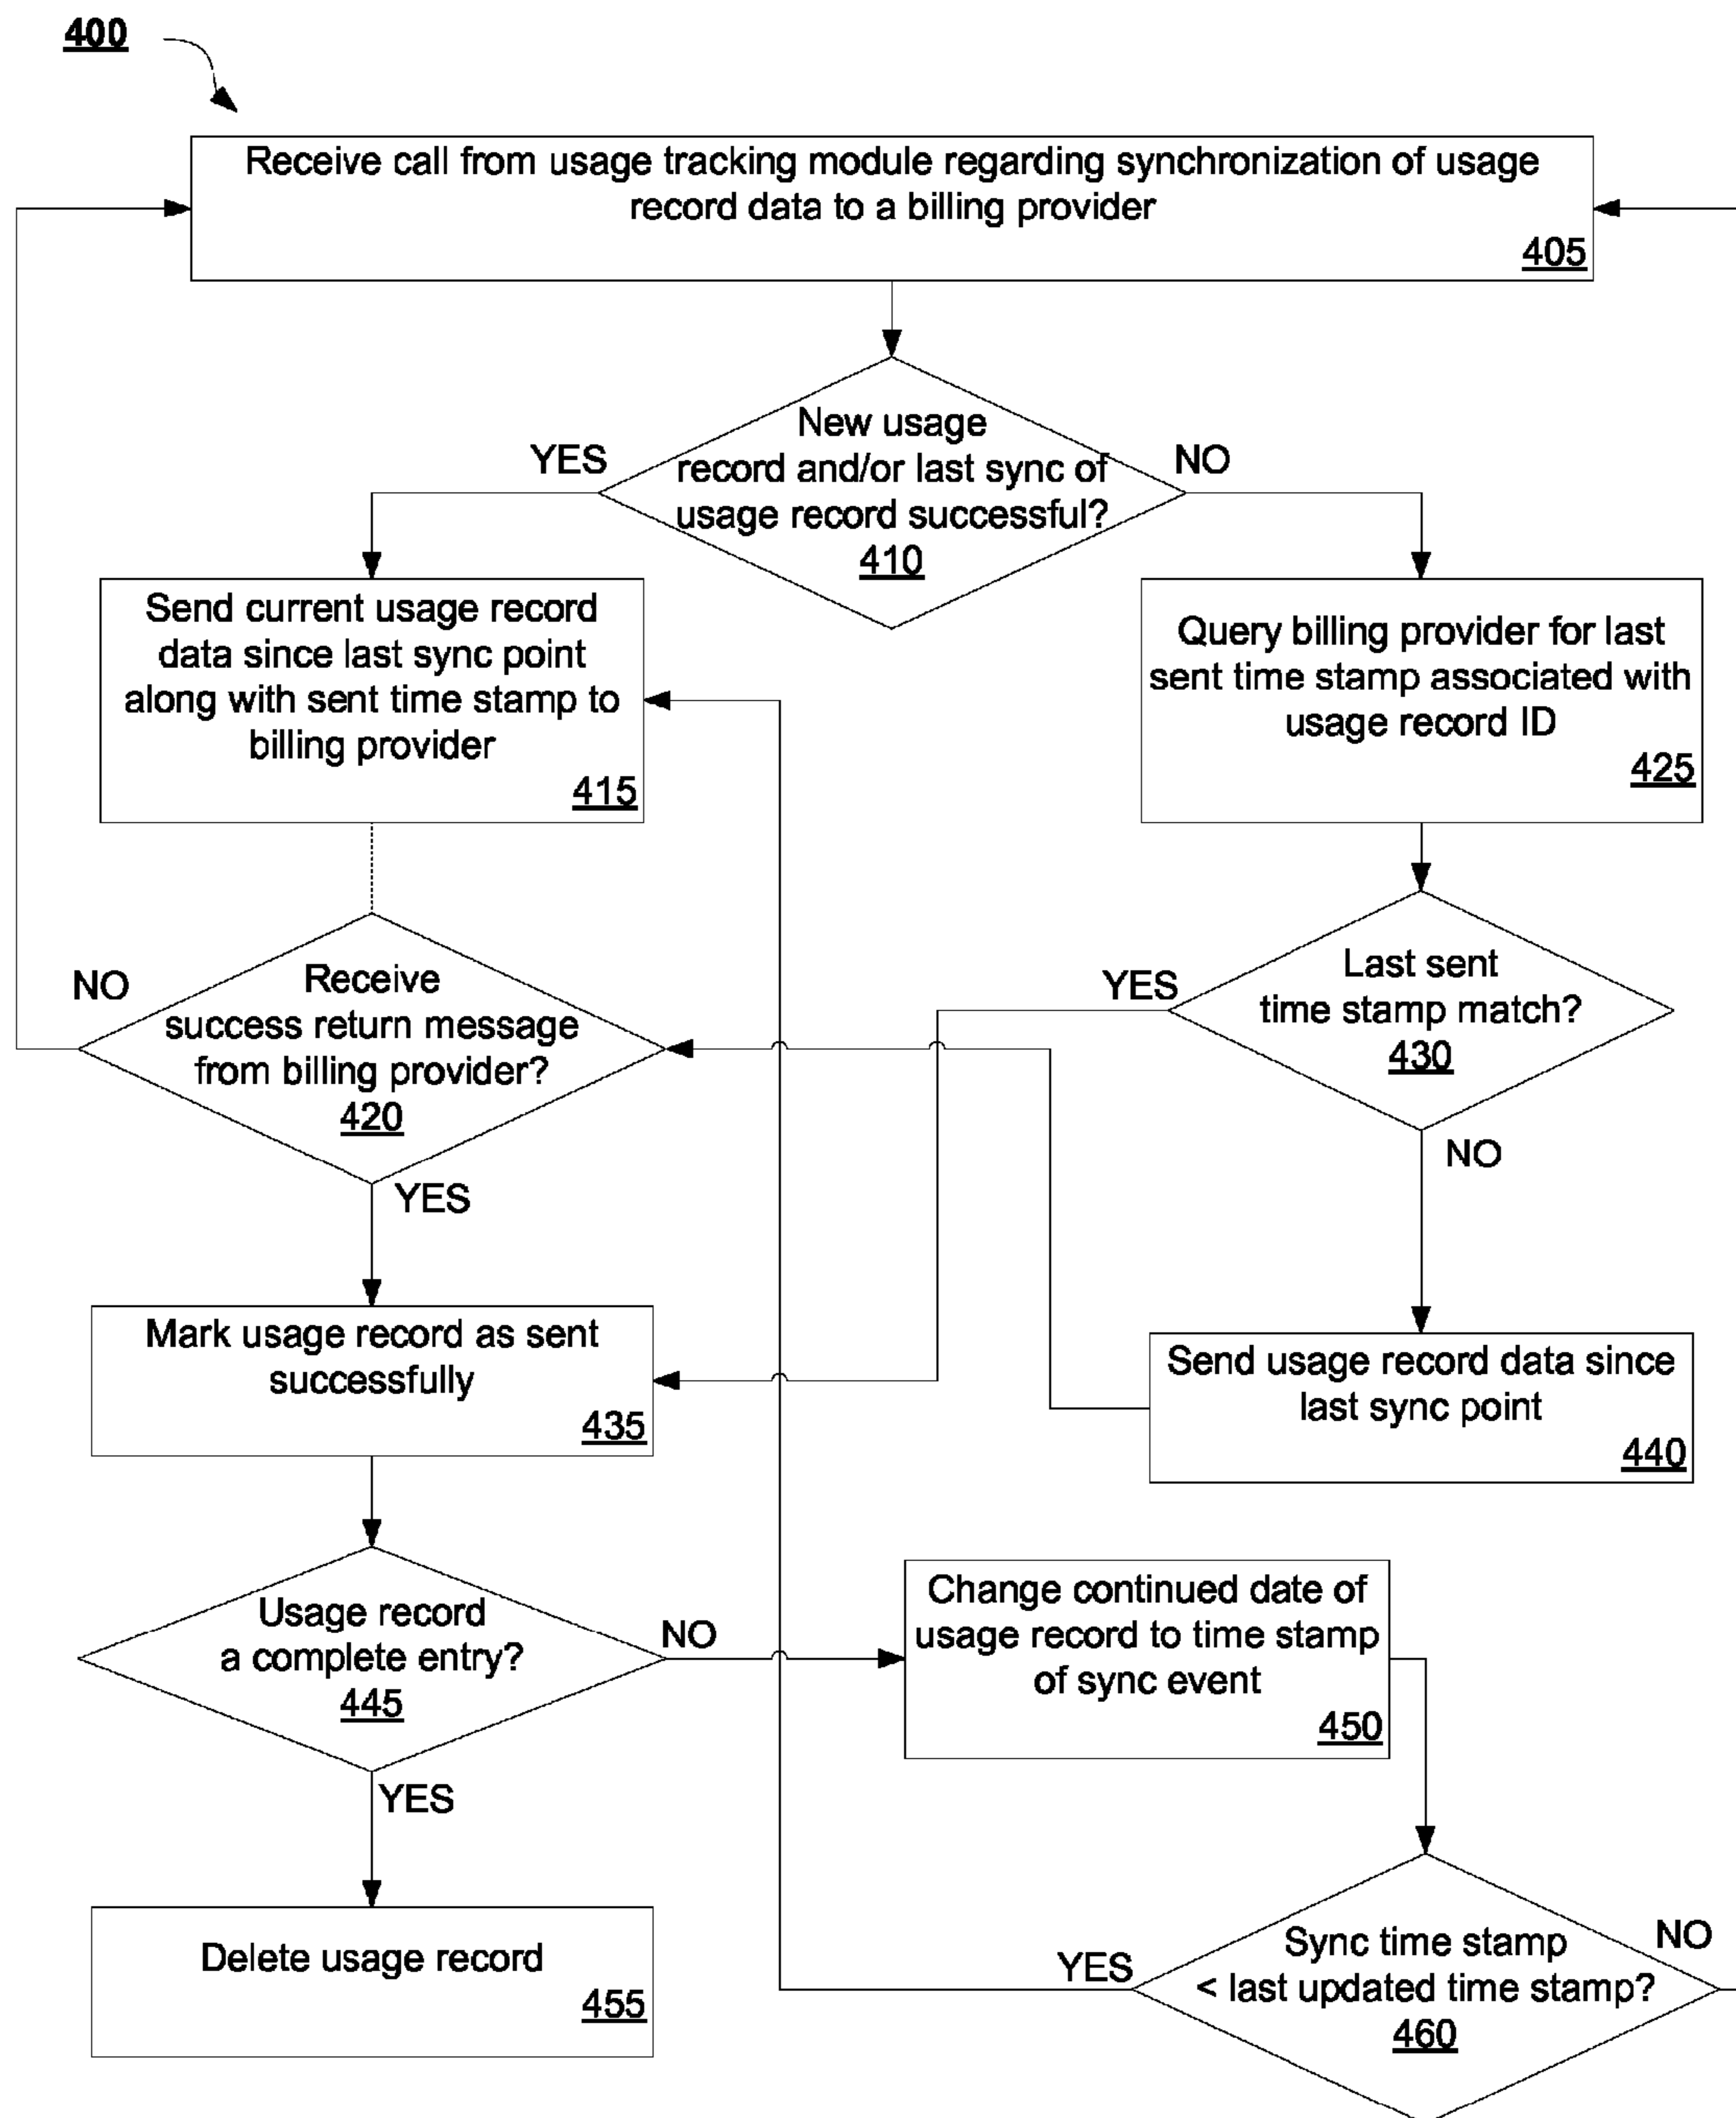 400
Receive call from usage tracking module regarding synchronization of usage
record data to a billing provider
405
New usage
record and/or last sync of
usage record successful?
410
YES
NO
Send current usage record
data since last sync point
along with sent time stamp to
billing provider
415
Query billing provider for last
sent time stamp associated with
usage record ID
425
Receive
success return message
from billing provider?
420
NO
YES
Last sent
time stamp match?
430
YES
NO
Mark usage record as sent
successfully
435
Send usage record data since
last sync point
440
Usage record
a complete entry?
445
NO
YES
Change continued date of
usage record to time stamp
of sync event
450
Delete usage record
455
Sync time stamp
< last updated time stamp?
460
YES
NO